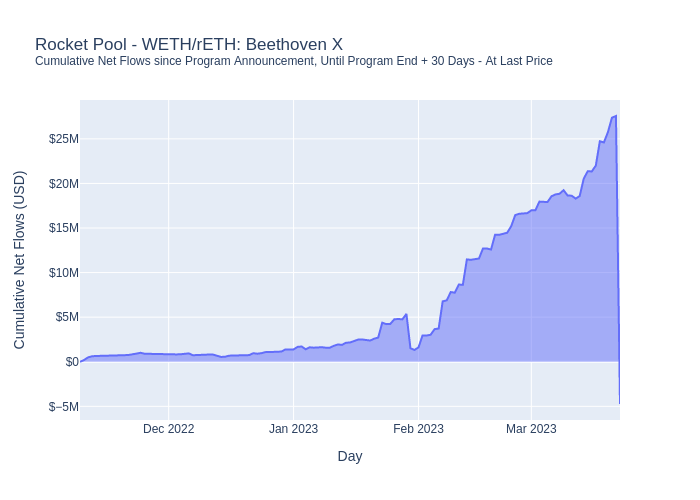 Rocket Pool - WETH/rETH: Beethoven X
Cumulative Net Flows since Program Announcement, Until Program End + 30 Days - At Last Price
Cumulative Net Flows (USD)
$25M
$20M
$15M
$10M
$5M
$0
$−5M
Dec 2022
Jan 2023
Feb 2023
Mar 2023
Day